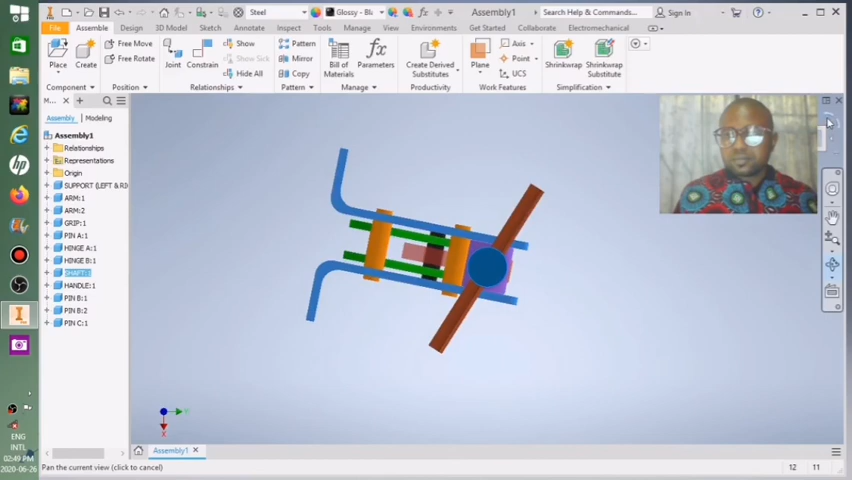 Steel
Glossy - Blac
Assembly1
Search Help & Commands...
Sign In
File
Assemble
Design
3D Model
Sketch
Annotate
Inspect
Tools
Manage
View
Environments
Get Started
Collaborate
Electromechanical
Place
Create
Free Move
Free Rotate
Joint
Constrain
Show
Show Sick
Hide All
Pattern
Mirror
Copy
Bill of Materials
Parameters
Create Derived Substitutes
Plane
Axis
Point
UCS
Shrinkwrap
Shrinkwrap Substitute
Component
Position
Relationships
Pattern
Manage
Productivity
Work Features
Simplification
M...
Assembly
Modeling
Assembly1
Relationships
Representations
Origin
SUPPORT (LEFT & RI
ARM:1
ARM:2
GRIP:1
PIN A:1
HINGE A:1
HINGE B:1
SHAFT:1
HANDLE:1
PIN B:1
PIN B:2
PIN C:1
X
Assembly1
Pan the current view (click to cancel)
12
11
ENG
INTL
02:49 PM
2020-06-26